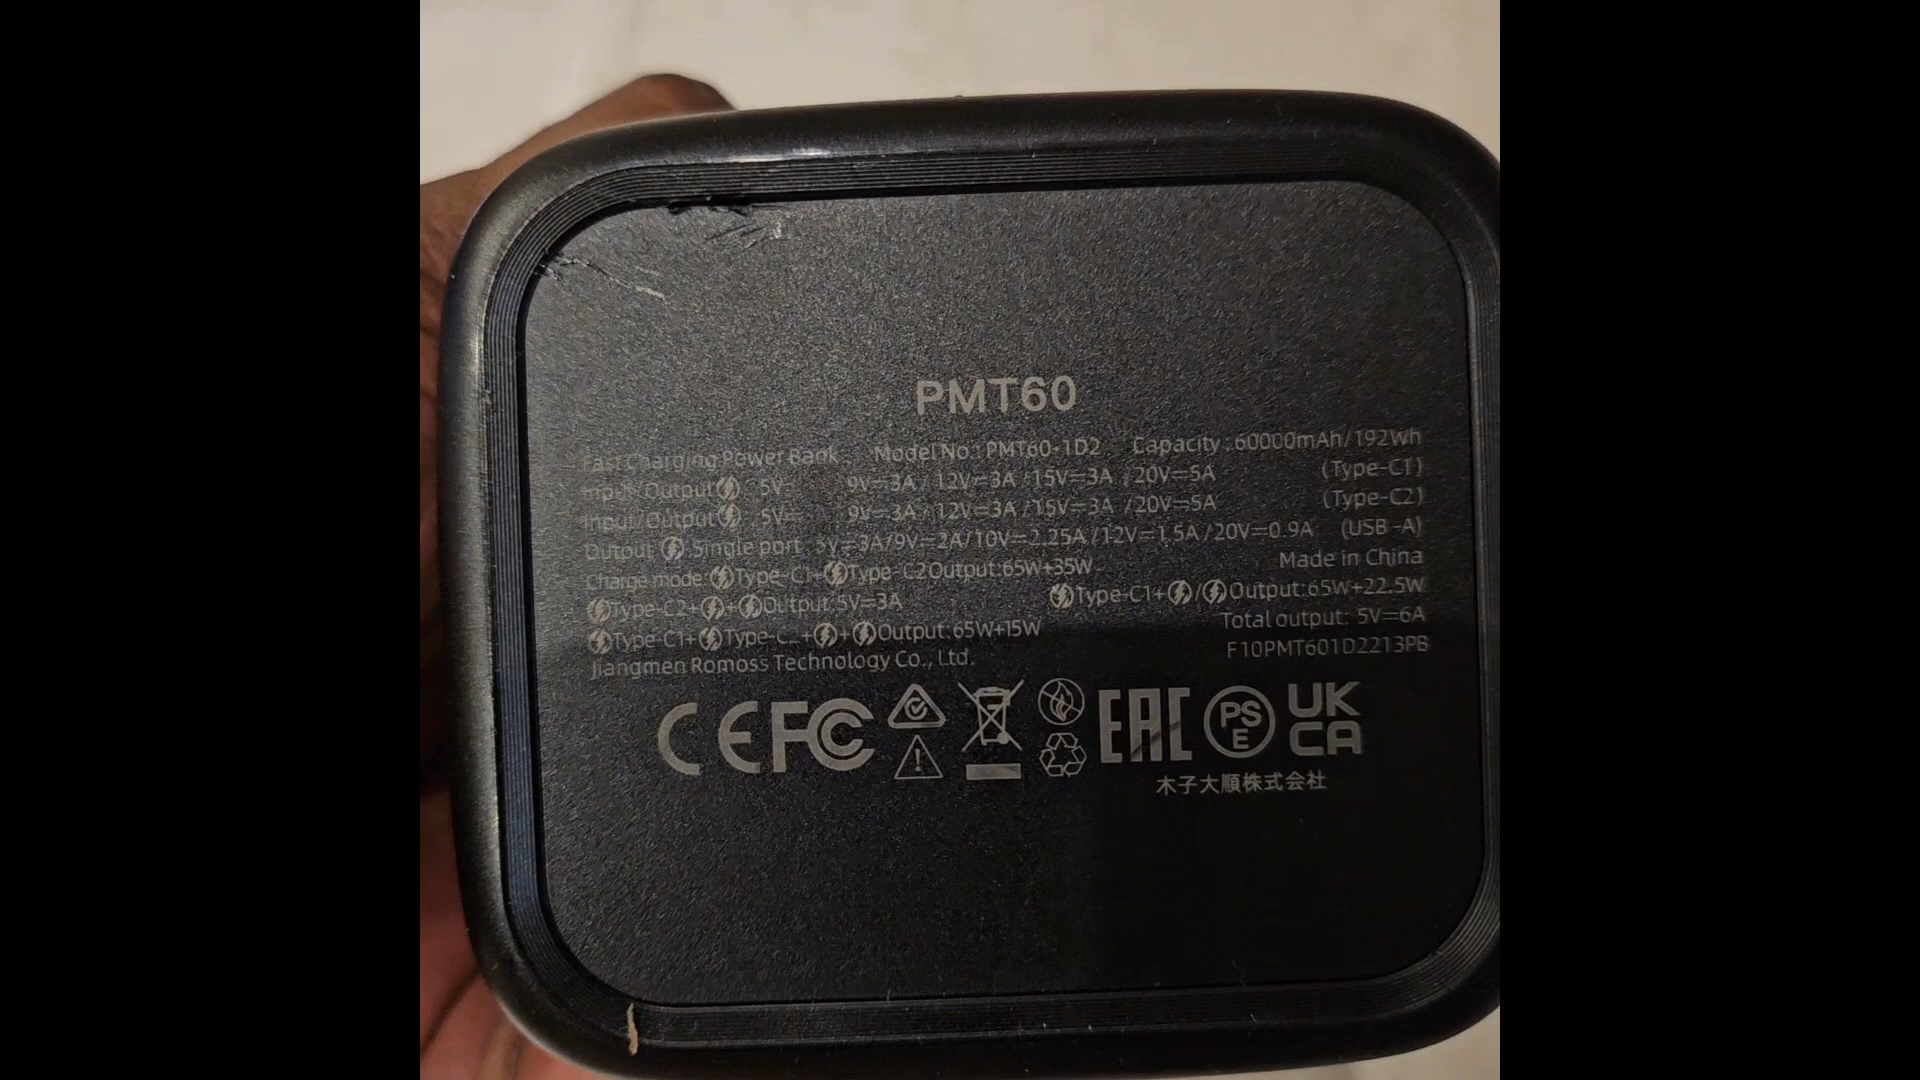 PMT60
Fast Charging Power Bank Model No.: PMT60-1D2 Capacity: 60000mAh/192Wh
Input/Output 5V⎓ 9V⎓3A / 12V⎓3A /15V⎓3A /20V⎓5A (Type-C1)
Input/Output 5V⎓ 9V⎓3A / 12V⎓3A /15V⎓3A /20V⎓5A (Type-C2)
Output Single port: 5V⎓3A/9V⎓2A/10V⎓2.25A/12V⎓1.5A/20V⎓0.9A (USB-A)
Made in China
Charge mode: Type-C1+Type-C2 Output:65W+35W
Type-C1+/Output:65W+22.5W
Type-C2++Output:5V⎓3A
Total output: 5V⎓6A
Type-C1+Type-C_++Output:65W+15W
F10PMT601D2213PB
Jiangmen Romoss Technology Co., Ltd.
CE FC EAC PSE UKCA
木子大順株式会社